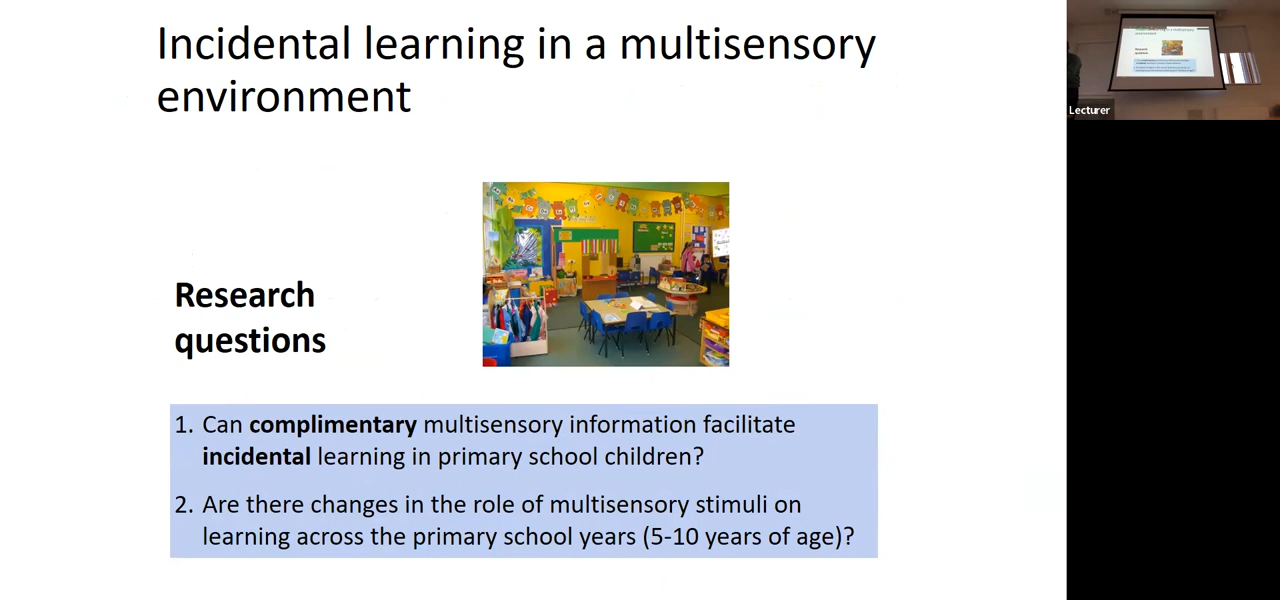 Incidental learning in a multisensory
environment
Research
questions
1. Can complimentary multisensory information facilitate
incidental learning in primary school children?
2. Are there changes in the role of multisensory stimuli on
learning across the primary school years (5-10 years of age)?
Lecturer